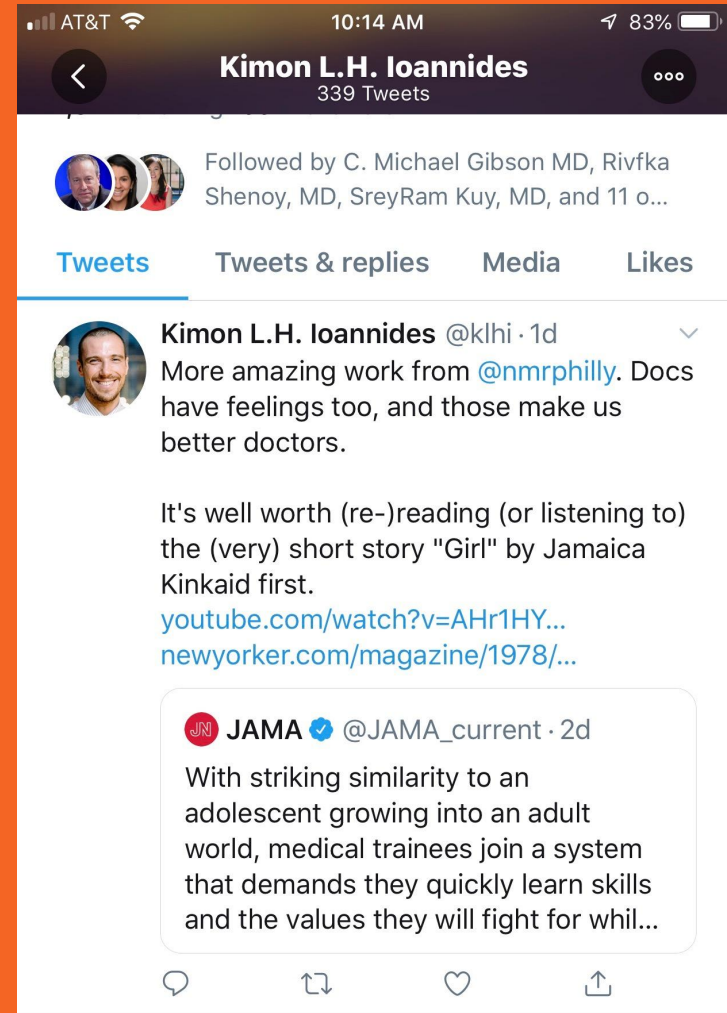 AT&T 10:14 AM 83%
Kimon L.H. Ioannides
339 Tweets
Followed by C. Michael Gibson MD, Rivfka
Shenoy, MD, SreyRam Kuy, MD, and 11 o...
Tweets Tweets & replies Media Likes
Kimon L.H. Ioannides @klhi · 1d
More amazing work from @nmrphilly. Docs
have feelings too, and those make us
better doctors.
It's well worth (re-)reading (or listening to)
the (very) short story "Girl" by Jamaica
Kinkaid first.
youtube.com/watch?v=AHr1HY...
newyorker.com/magazine/1978/...
JN JAMA @JAMA_current · 2d
With striking similarity to an
adolescent growing into an adult
world, medical trainees join a system
that demands they quickly learn skills
and the values they will fight for whil...